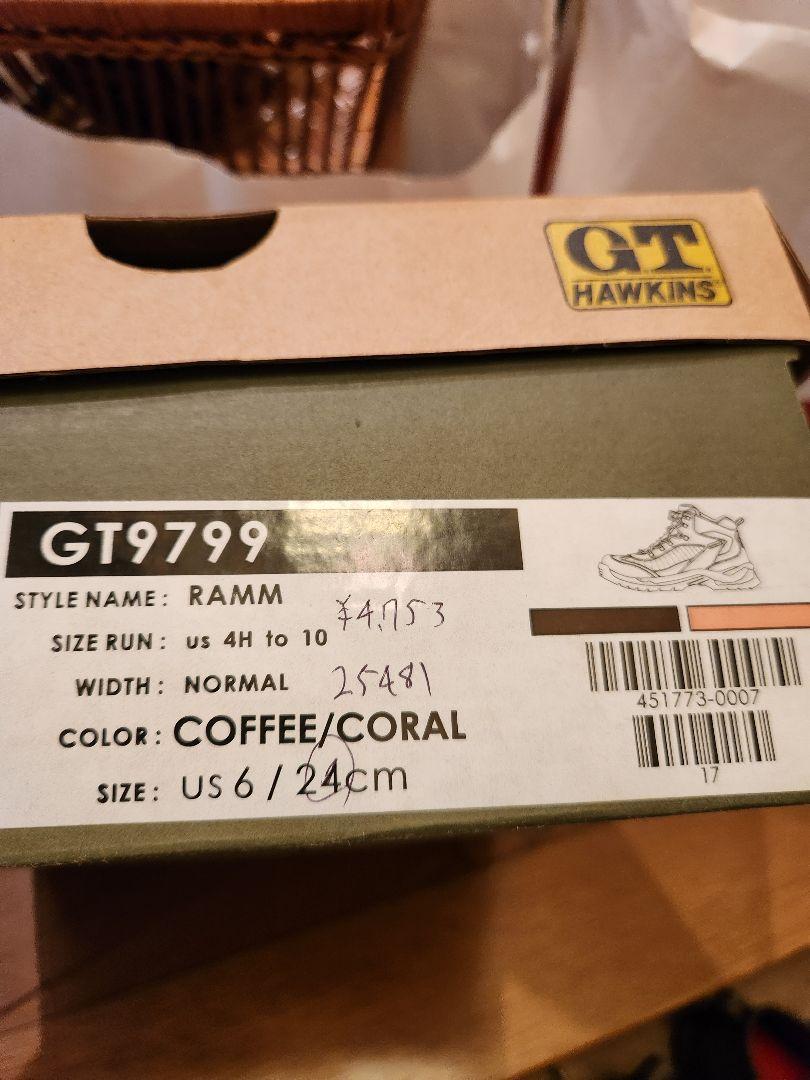 GT
HAWKINS
GT9799
STYLE NAME: RAMM
¥4,753
SIZE RUN: us 4H to 10
WIDTH: NORMAL
25481
COLOR: COFFEE/CORAL
SIZE: US 6 / 24cm
451773-0007
17